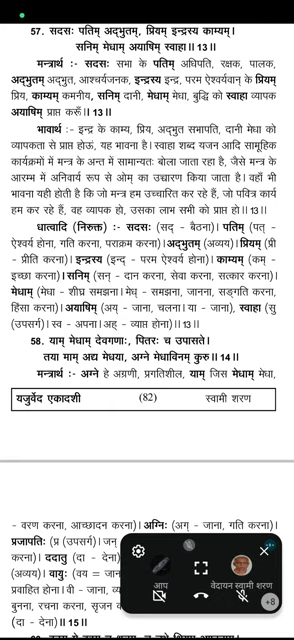 57. सदसः पतिम् अद्भुतम्, प्रियम् इन्द्रस्य काम्यम्।
सनिम् मेधाम् अयाषिम् स्वाहा॥13॥
मन्त्रार्थ :- सदसः सभा के पतिम् अधिपति, रक्षक, पालक,
अद्भुतम् अद्भुत, आश्चर्यजनक, इन्द्रस्य इन्द्र, परम ऐश्वर्यवान के प्रियम्
प्रिय, काम्यम् कमनीय, सनिम् दानी, मेधाम् मेधा, बुद्धि को स्वाहा व्यापक
अयाषिम् प्राप्त करूँ॥13॥
भावार्थ :- इन्द्र के काम्य, प्रिय, अद्भुत सभापति, दानी मेधा को
व्यापकता से प्राप्त होऊं, यह भावना है। स्वाहा शब्द यजन आदि सामूहिक
कार्यक्रमों में मन्त्र के अन्त में सामान्यतः बोला जाता रहा है, जैसे मन्त्र के
आरम्भ में अनिवार्य रूप से ओम् का उच्चारण किया जाता है। वहाँ भी
भावना यही होती है कि जो मन्त्र हम उच्चारित कर रहे हैं, जो पवित्र कार्य
हम कर रहे हैं, वह व्यापक हो, उसका लाभ सभी को प्राप्त हो॥13॥
धात्वादि (निरुक्त) :- सदसः (सद् - बैठना)। पतिम् (पत् -
ऐश्वर्य होना, गति करना, पराक्रम करना)। अद्भुतम् (अव्यय)। प्रियम् (प्री
- प्रीति करना)। इन्द्रस्य (इन्द् - परम ऐश्वर्य होना)। काम्यम् (कम् -
इच्छा करना)। सनिम् (सन् - दान करना, सेवा करना, सत्कार करना)।
मेधाम् (मेधा - शीघ्र समझना। मेध् - समझना, जानना, सङ्गति करना,
हिंसा करना)। अयाषिम् (अय् - जाना, चलना। या - जाना), स्वाहा (सु
(उपसर्ग)। स्व - अपना। अह् - व्याप्त होना)॥13॥
58. याम् मेधाम् देवगणाः, पितरः च उपासते।
तया माम् अद्य मेधया, अग्ने मेधाविनम् कुरु॥14॥
मन्त्रार्थ :- अग्ने हे अग्रणी, प्रगतिशील, याम् जिस मेधाम् मेधा,
यजुर्वेद एकादशी (82) स्वामी शरण
- वरण करना, आच्छादन करना)। अग्निः (अग् - जाना, गति करना)।
प्रजापतिः (प्र (उपसर्ग)। जन्
करना)। ददातु (दा - देना)
(अव्यय)। वायुः (वय = जान
प्रवाहित होना। वी - जाना, व्य
बुनना, रचना करना, सृजन क
(दा - देना)॥15॥
आप
वेदायन स्वामी शरण
+8